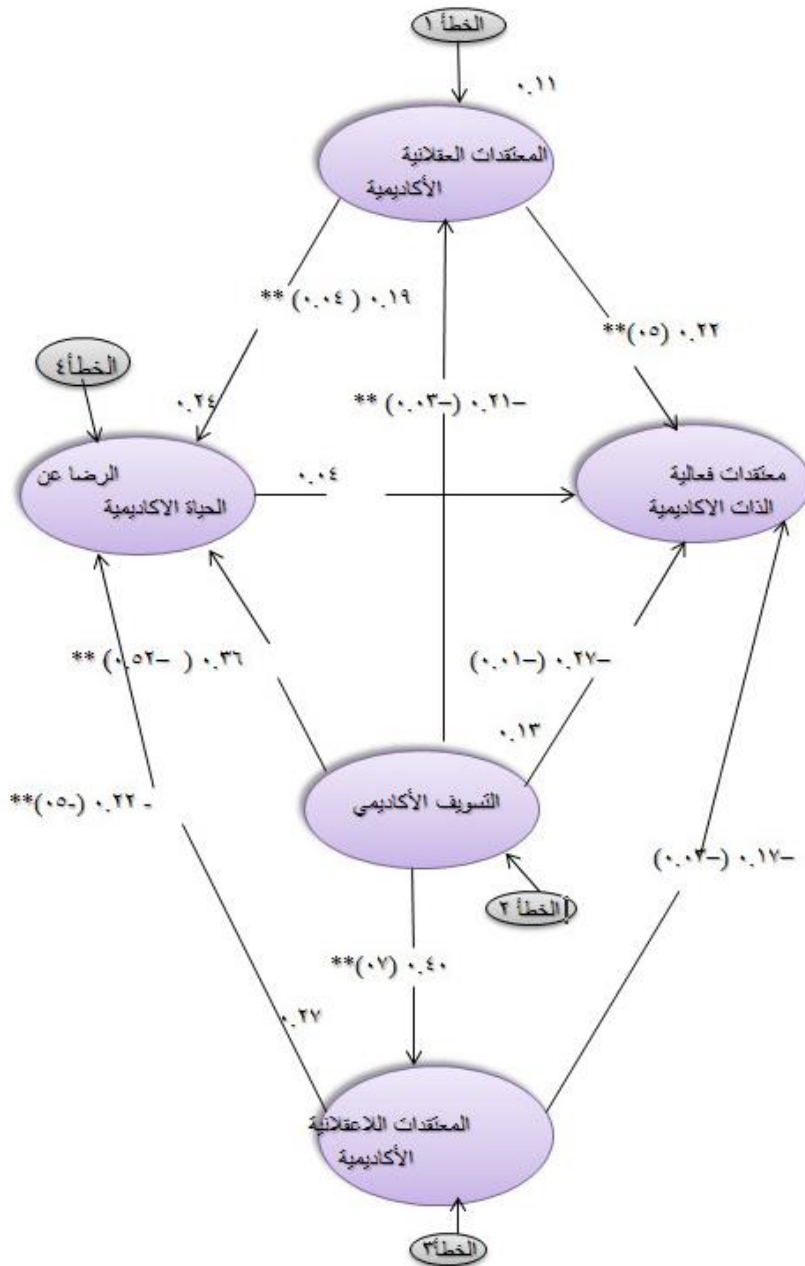 الخطأ ١
٠.١١
المعتقدات العقلانية
الأكاديمية
** (٠.٠٤) ٠.١٩
**(٠٥) ٠.٢٢
الخطأ٤
٠.٢٤
** (٠.٠٣–) ٠.٢١–
الرضا عن
الحياة الاكاديمية
٠.٠٤
معتقدات فعالية
الذات الاكاديمية
** (٠.٥٢– ) ٠.٣٦
(٠.٠١–) ٠.٢٧–
٠.١٣
التسويف الأكاديمي
**(٠٥-) ٠.٢٢ -
(٠.٠٣–) ٠.١٧–
الخطأ ٢
**(٠٧) ٠.٤٠
٠.٢٧
المعتقدات اللاعقلانية
الأكاديمية
الخطأ٣